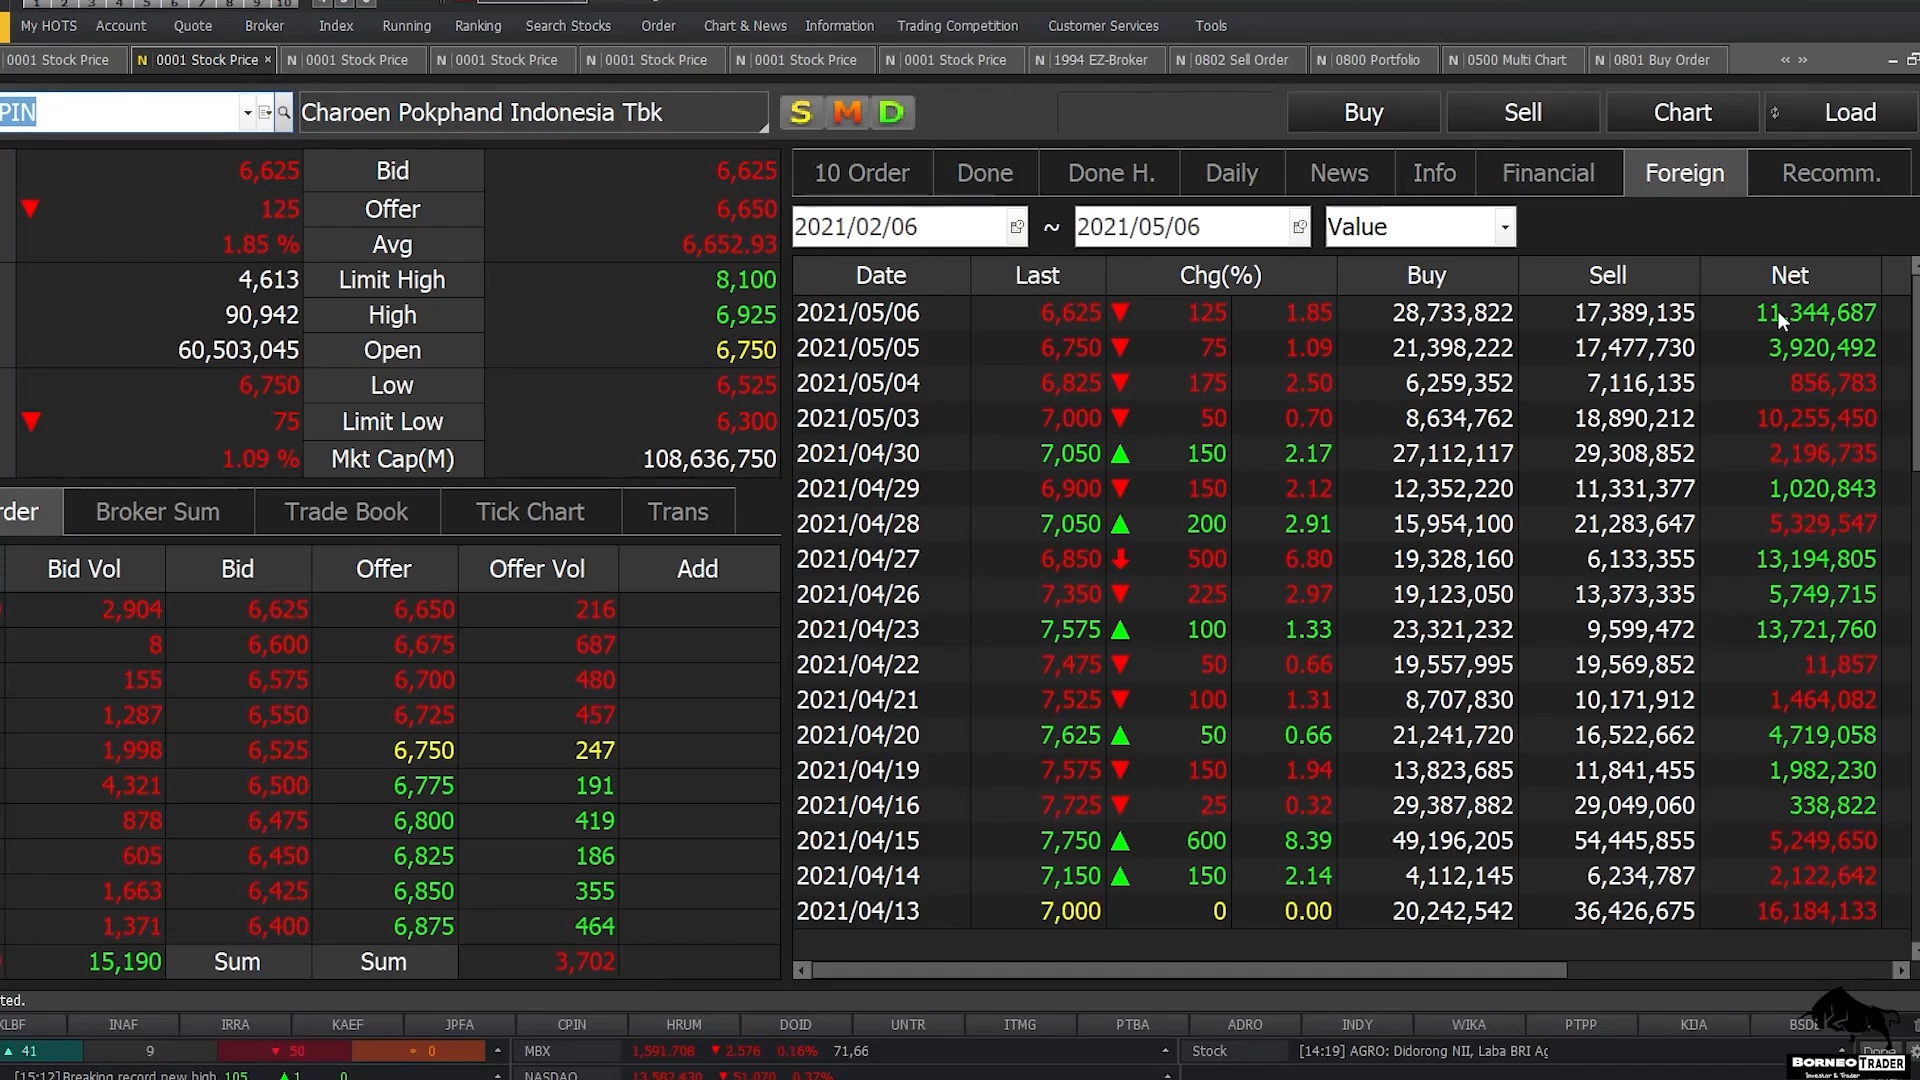 1 2 3 4 5 6 7 8 9 10
My HOTS Account Quote Broker Index Running Ranking Search Stocks Order Chart & News Information Trading Competition Customer Services Tools
0001 Stock Price N 0001 Stock Price × N 0001 Stock Price N 0001 Stock Price N 0001 Stock Price N 0001 Stock Price N 0001 Stock Price N 1994 EZ-Broker N 0802 Sell Order N 0800 Portfolio N 0500 Multi Chart N 0801 Buy Order « »
PIN Charoen Pokphand Indonesia Tbk S M D Buy Sell Chart Load
6,625 Bid 6,625
▼ 125 Offer 6,650
1.85 % Avg 6,652.93
4,613 Limit High 8,100
90,942 High 6,925
60,503,045 Open 6,750
6,750 Low 6,525
▼ 75 Limit Low 6,300
1.09 % Mkt Cap(M) 108,636,750
rder Broker Sum Trade Book Tick Chart Trans
Bid Vol Bid Offer Offer Vol Add
2,904 6,625 6,650 216
8 6,600 6,675 687
155 6,575 6,700 480
1,287 6,550 6,725 457
1,998 6,525 6,750 247
4,321 6,500 6,775 191
878 6,475 6,800 419
605 6,450 6,825 186
1,663 6,425 6,850 355
1,371 6,400 6,875 464
15,190 Sum Sum 3,702
10 Order Done Done H. Daily News Info Financial Foreign Recomm.
2021/02/06 ~ 2021/05/06 Value
Date Last Chg(%) Buy Sell Net
2021/05/06 6,625 ▼ 125 1.85 28,733,822 17,389,135 11,344,687
2021/05/05 6,750 ▼ 75 1.09 21,398,222 17,477,730 3,920,492
2021/05/04 6,825 ▼ 175 2.50 6,259,352 7,116,135 856,783
2021/05/03 7,000 ▼ 50 0.70 8,634,762 18,890,212 10,255,450
2021/04/30 7,050 ▲ 150 2.17 27,112,117 29,308,852 2,196,735
2021/04/29 6,900 ▼ 150 2.12 12,352,220 11,331,377 1,020,843
2021/04/28 7,050 ▲ 200 2.91 15,954,100 21,283,647 5,329,547
2021/04/27 6,850 ⬇ 500 6.80 19,328,160 6,133,355 13,194,805
2021/04/26 7,350 ▼ 225 2.97 19,123,050 13,373,335 5,749,715
2021/04/23 7,575 ▲ 100 1.33 23,321,232 9,599,472 13,721,760
2021/04/22 7,475 ▼ 50 0.66 19,557,995 19,569,852 11,857
2021/04/21 7,525 ▼ 100 1.31 8,707,830 10,171,912 1,464,082
2021/04/20 7,625 ▲ 50 0.66 21,241,720 16,522,662 4,719,058
2021/04/19 7,575 ▼ 150 1.94 13,823,685 11,841,455 1,982,230
2021/04/16 7,725 ▼ 25 0.32 29,387,882 29,049,060 338,822
2021/04/15 7,750 ▲ 600 8.39 49,196,205 54,445,855 5,249,650
2021/04/14 7,150 ▲ 150 2.14 4,112,145 6,234,787 2,122,642
2021/04/13 7,000 0 0.00 20,242,542 36,426,675 16,184,133
ted.
KLBF INAF IRRA KAEF JPFA CPIN HRUM DOID UNTR ITMG PTBA ADRO INDY WIKA PTPP KIJA BSDE
▲ 41 9 ▼ 50 0 MBX 1,591.708 ▼ 2.576 0.16% 71,66 Stock [14:19] AGRO: Didorong NII, Laba BRI Ag
[15:12]Breaking record new high 105 ▲1 0 NASDAQ 13,582.430 ▼ 51.070 0.37%
BORNEO TRADER
Investor & Trader